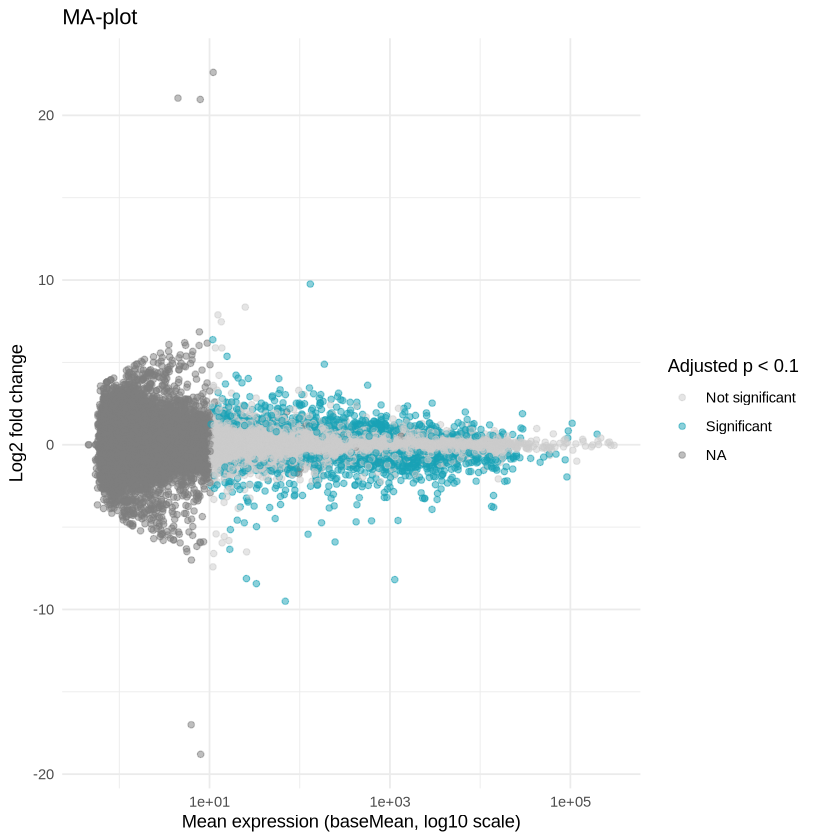 MA-plot
20
10
0
-10
-20
Log2 fold change
1e+01
1e+03
1e+05
Mean expression (baseMean, log10 scale)
Adjusted p < 0.1
Not significant
Significant
NA